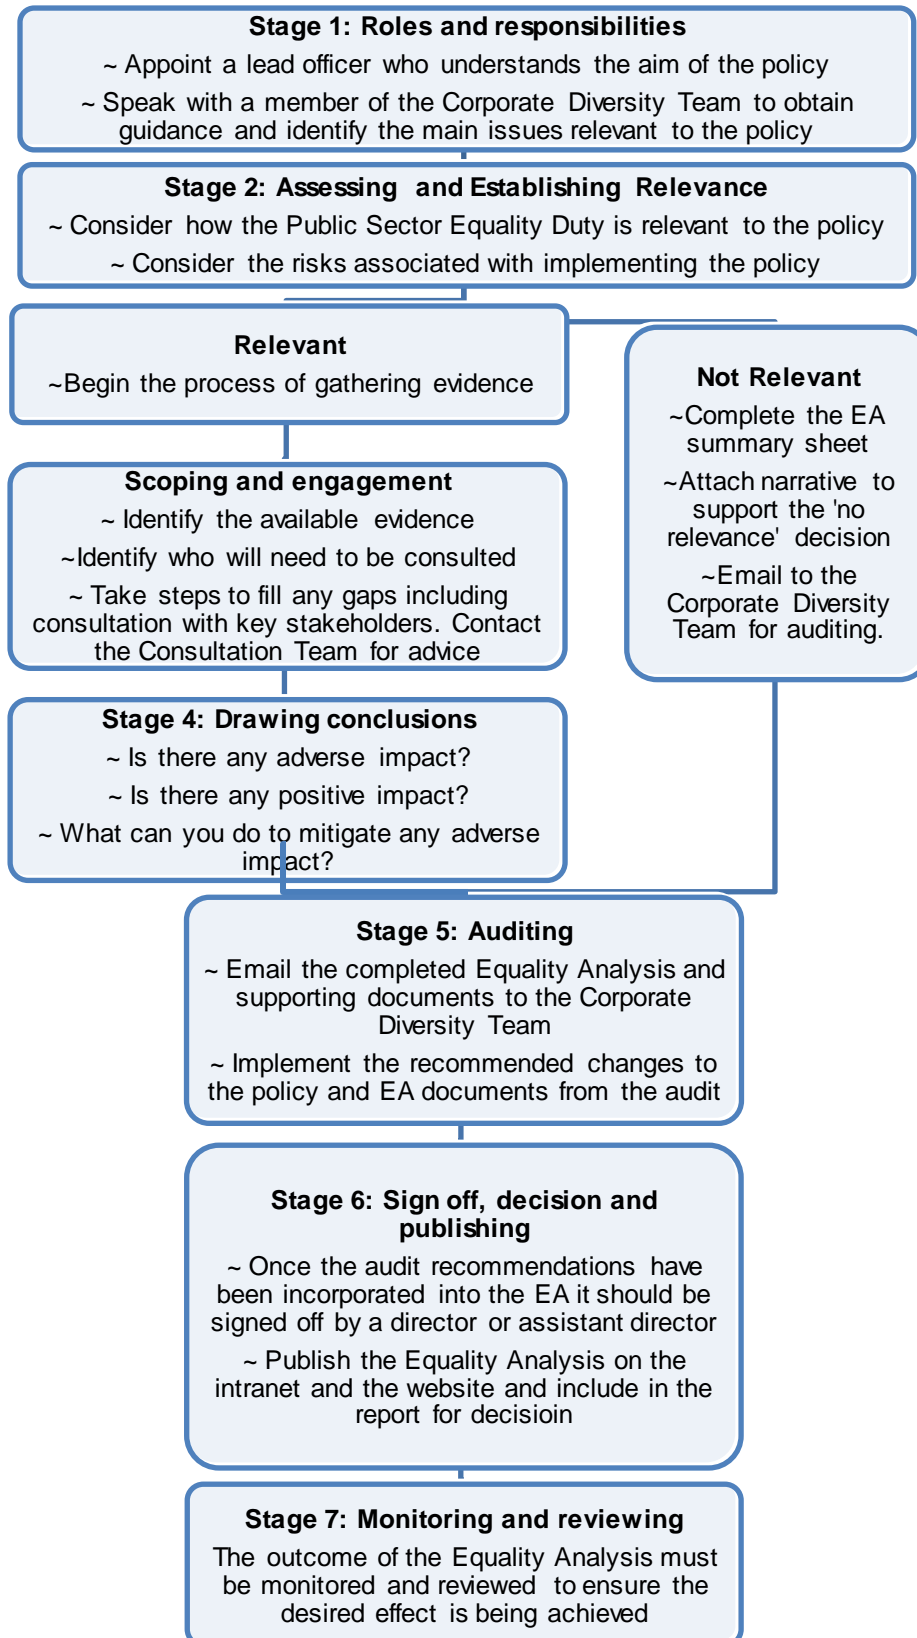 Stage 1: Roles and responsibilities
~ Appoint a lead officer who understands the aim of the policy
~ Speak with a member of the Corporate Diversity Team to obtain
guidance and identify the main issues relevant to the policy
Stage 2: Assessing and Establishing Relevance
~ Consider how the Public Sector Equality Duty is relevant to the policy
~ Consider the risks associated with implementing the policy
Relevant
~Begin the process of gathering evidence
Not Relevant
~Complete the EA
summary sheet
~Attach narrative to
support the 'no
relevance' decision
~Email to the
Corporate Diversity
Team for auditing.
Scoping and engagement
~ Identify the available evidence
~Identify who will need to be consulted
~ Take steps to fill any gaps including
consultation with key stakeholders. Contact
the Consultation Team for advice
Stage 4: Drawing conclusions
~ Is there any adverse impact?
~ Is there any positive impact?
~ What can you do to mitigate any adverse
impact?
Stage 5: Auditing
~ Email the completed Equality Analysis and
supporting documents to the Corporate
Diversity Team
~ Implement the recommended changes to
the policy and EA documents from the audit
Stage 6: Sign off, decision and
publishing
~ Once the audit recommendations have
been incorporated into the EA it should be
signed off by a director or assistant director
~ Publish the Equality Analysis on the
intranet and the website and include in the
report for decisioin
Stage 7: Monitoring and reviewing
The outcome of the Equality Analysis must
be monitored and reviewed to ensure the
desired effect is being achieved